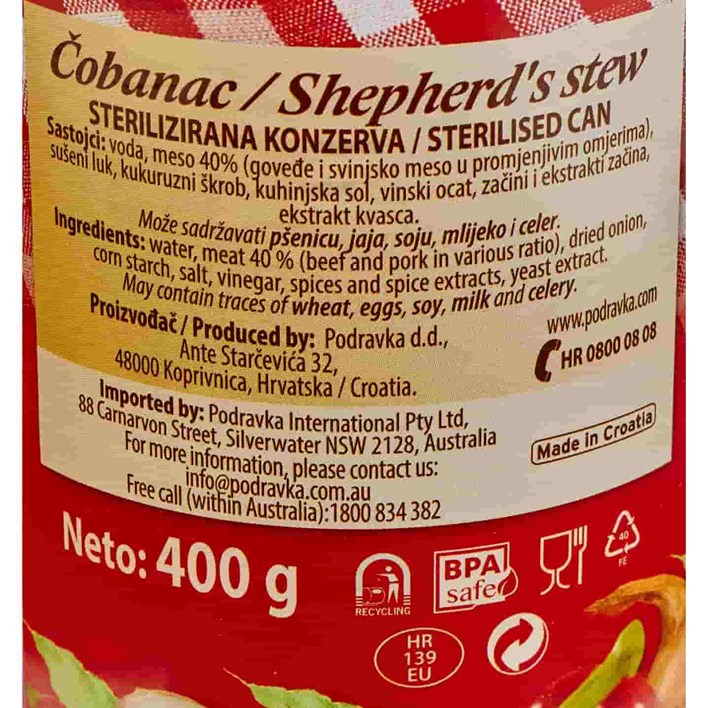 Čobanac / Shepherd's stew
STERILIZIRANA KONZERVA / STERILISED CAN
Sastojci: voda, meso 40% (goveđe i svinjsko meso u promjenjivim omjerima),
sušeni luk, kukuruzni škrob, kuhinjska sol, vinski ocat, začini i ekstrakti začina,
ekstrakt kvasca.
Može sadržavati pšenicu, jaja, soju, mlijeko i celer.
Ingredients: water, meat 40 % (beef and pork in various ratio), dried onion,
corn starch, salt, vinegar, spices and spice extracts, yeast extract.
May contain traces of wheat, eggs, soy, milk and celery.
Proizvođač / Produced by: Podravka d.d.,
Ante Starčevića 32,
48000 Koprivnica, Hrvatska / Croatia.
www.podravka.com
HR 0800 08 08
Imported by: Podravka International Pty Ltd,
88 Carnarvon Street, Silverwater NSW 2128, Australia
For more information, please contact us:
info@podravka.com.au
Free call (within Australia):1800 834 382
Made in Croatia
Neto: 400 g
RECYCLING
BPA
safe
40
FE
HR
139
EU